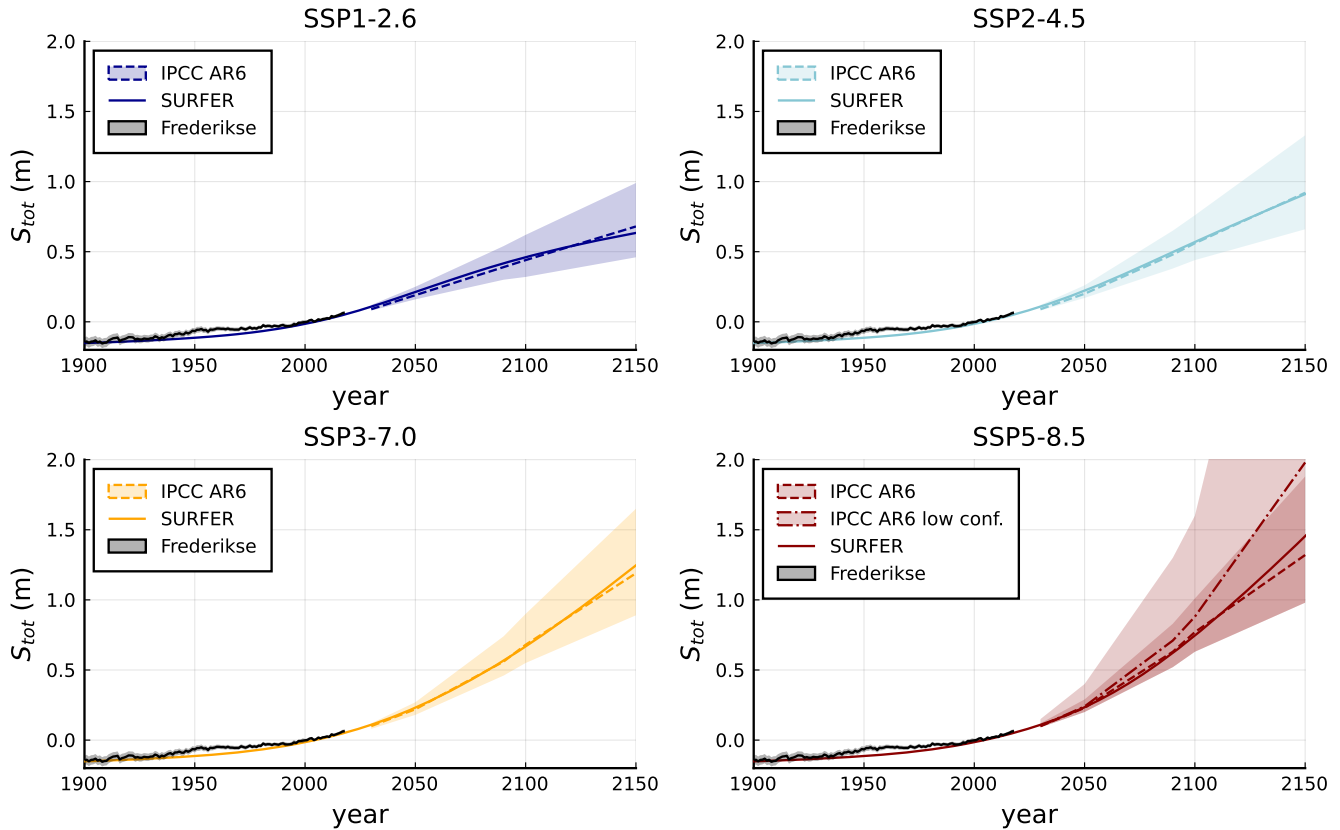 SSP1-2.6
2.0
1.5
1.0
0.5
0.0
S_tot (m)
IPCC AR6
SURFER
Frederikse
1900 1950 2000 2050 2100 2150
year
SSP2-4.5
2.0
1.5
1.0
0.5
0.0
S_tot (m)
IPCC AR6
SURFER
Frederikse
1900 1950 2000 2050 2100 2150
year
SSP3-7.0
2.0
1.5
1.0
0.5
0.0
S_tot (m)
IPCC AR6
SURFER
Frederikse
1900 1950 2000 2050 2100 2150
year
SSP5-8.5
2.0
1.5
1.0
0.5
0.0
S_tot (m)
IPCC AR6
IPCC AR6 low conf.
SURFER
Frederikse
1900 1950 2000 2050 2100 2150
year